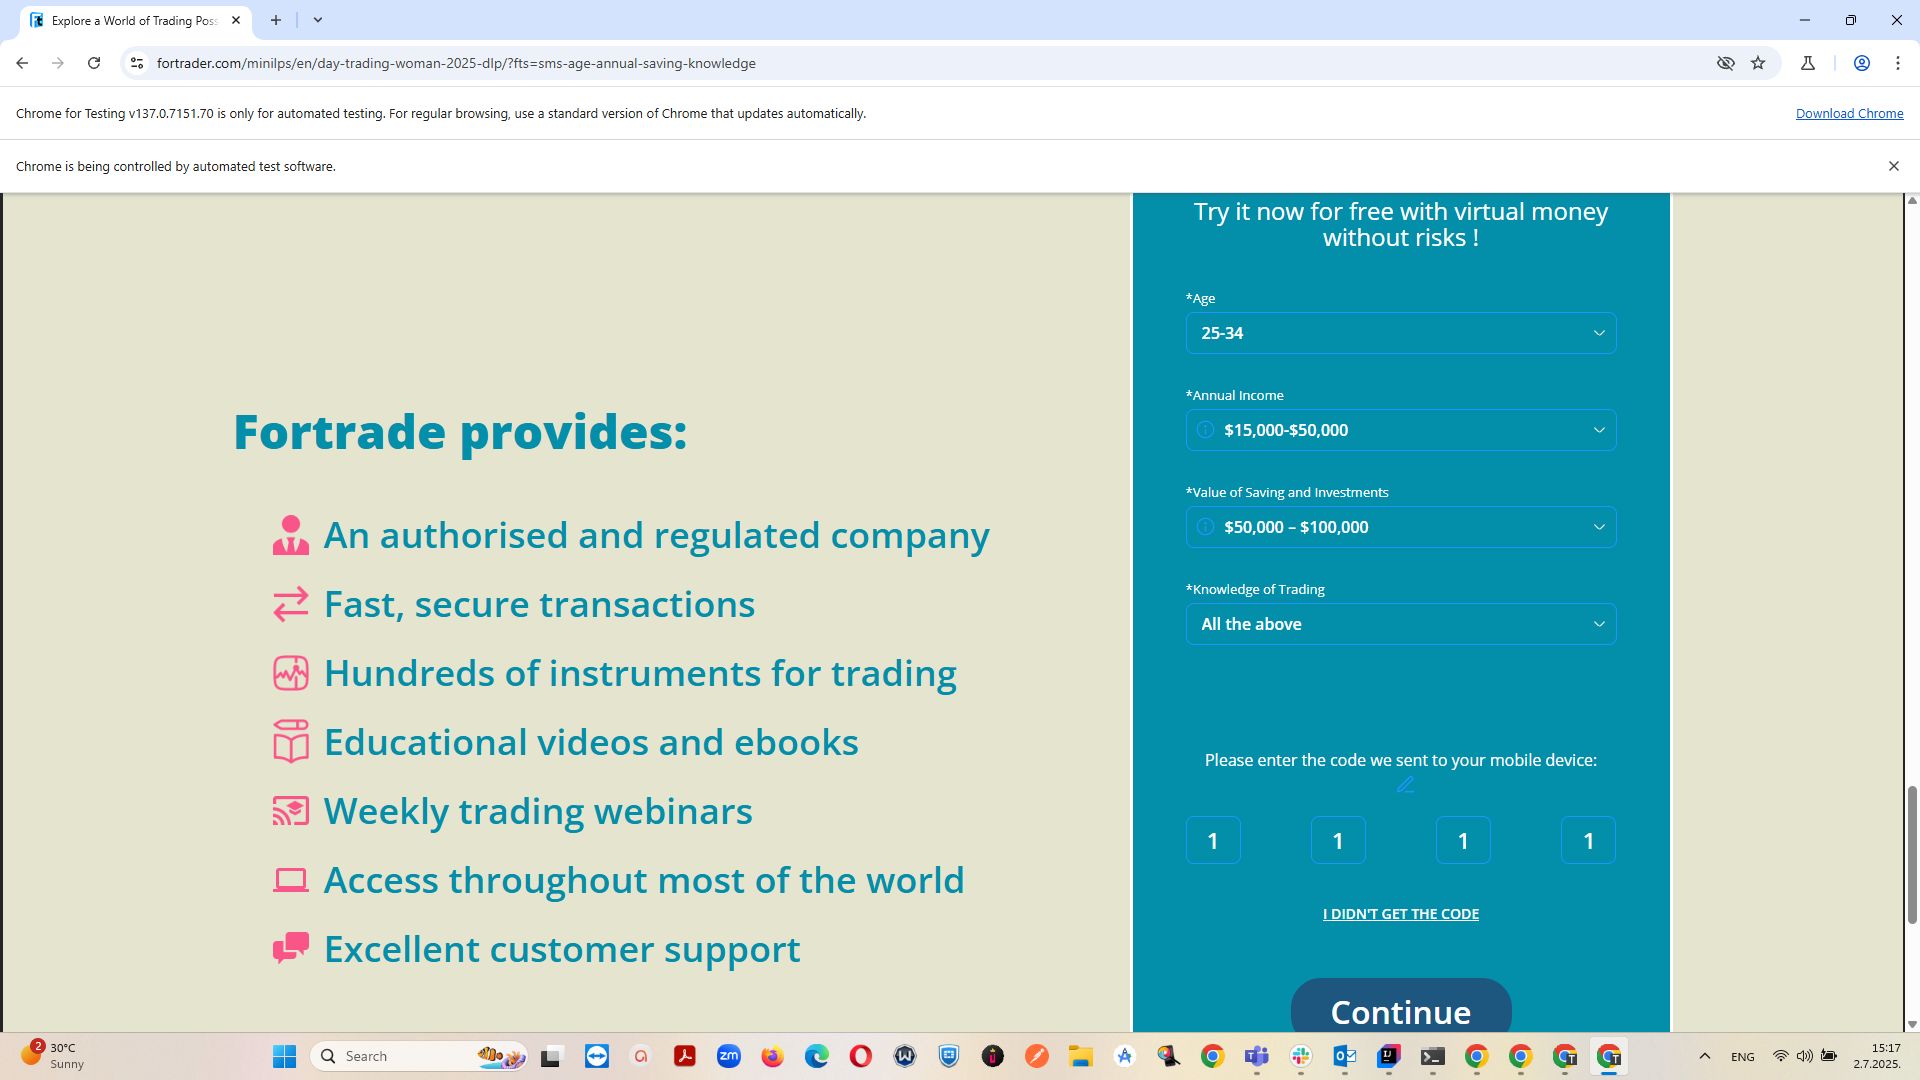 Explore a World of Trading Poss
fortrader.com/minilps/en/day-trading-woman-2025-dlp/?fts=sms-age-annual-saving-knowledge
Chrome for Testing v137.0.7151.70 is only for automated testing. For regular browsing, use a standard version of Chrome that updates automatically.
Download Chrome
Chrome is being controlled by automated test software.
Fortrade provides:
An authorised and regulated company
Fast, secure transactions
Hundreds of instruments for trading
Educational videos and ebooks
Weekly trading webinars
Access throughout most of the world
Excellent customer support
Try it now for free with virtual money
without risks !
*Age
25-34
*Annual Income
$15,000-$50,000
*Value of Saving and Investments
$50,000 – $100,000
*Knowledge of Trading
All the above
Please enter the code we sent to your mobile device:
1 1 1 1
I DIDN'T GET THE CODE
Continue
2
30°C
Sunny
Search
zm
ENG
15:17
2.7.2025.